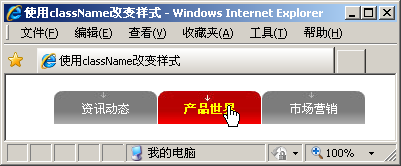 使用className改变样式 - Windows Internet Explorer
文件(F) 编辑(E) 查看(V) 收藏夹(A) 工具(T) 帮助(H)
使用className改变样式
资讯动态 产品世界 市场营销
我的电脑 100%